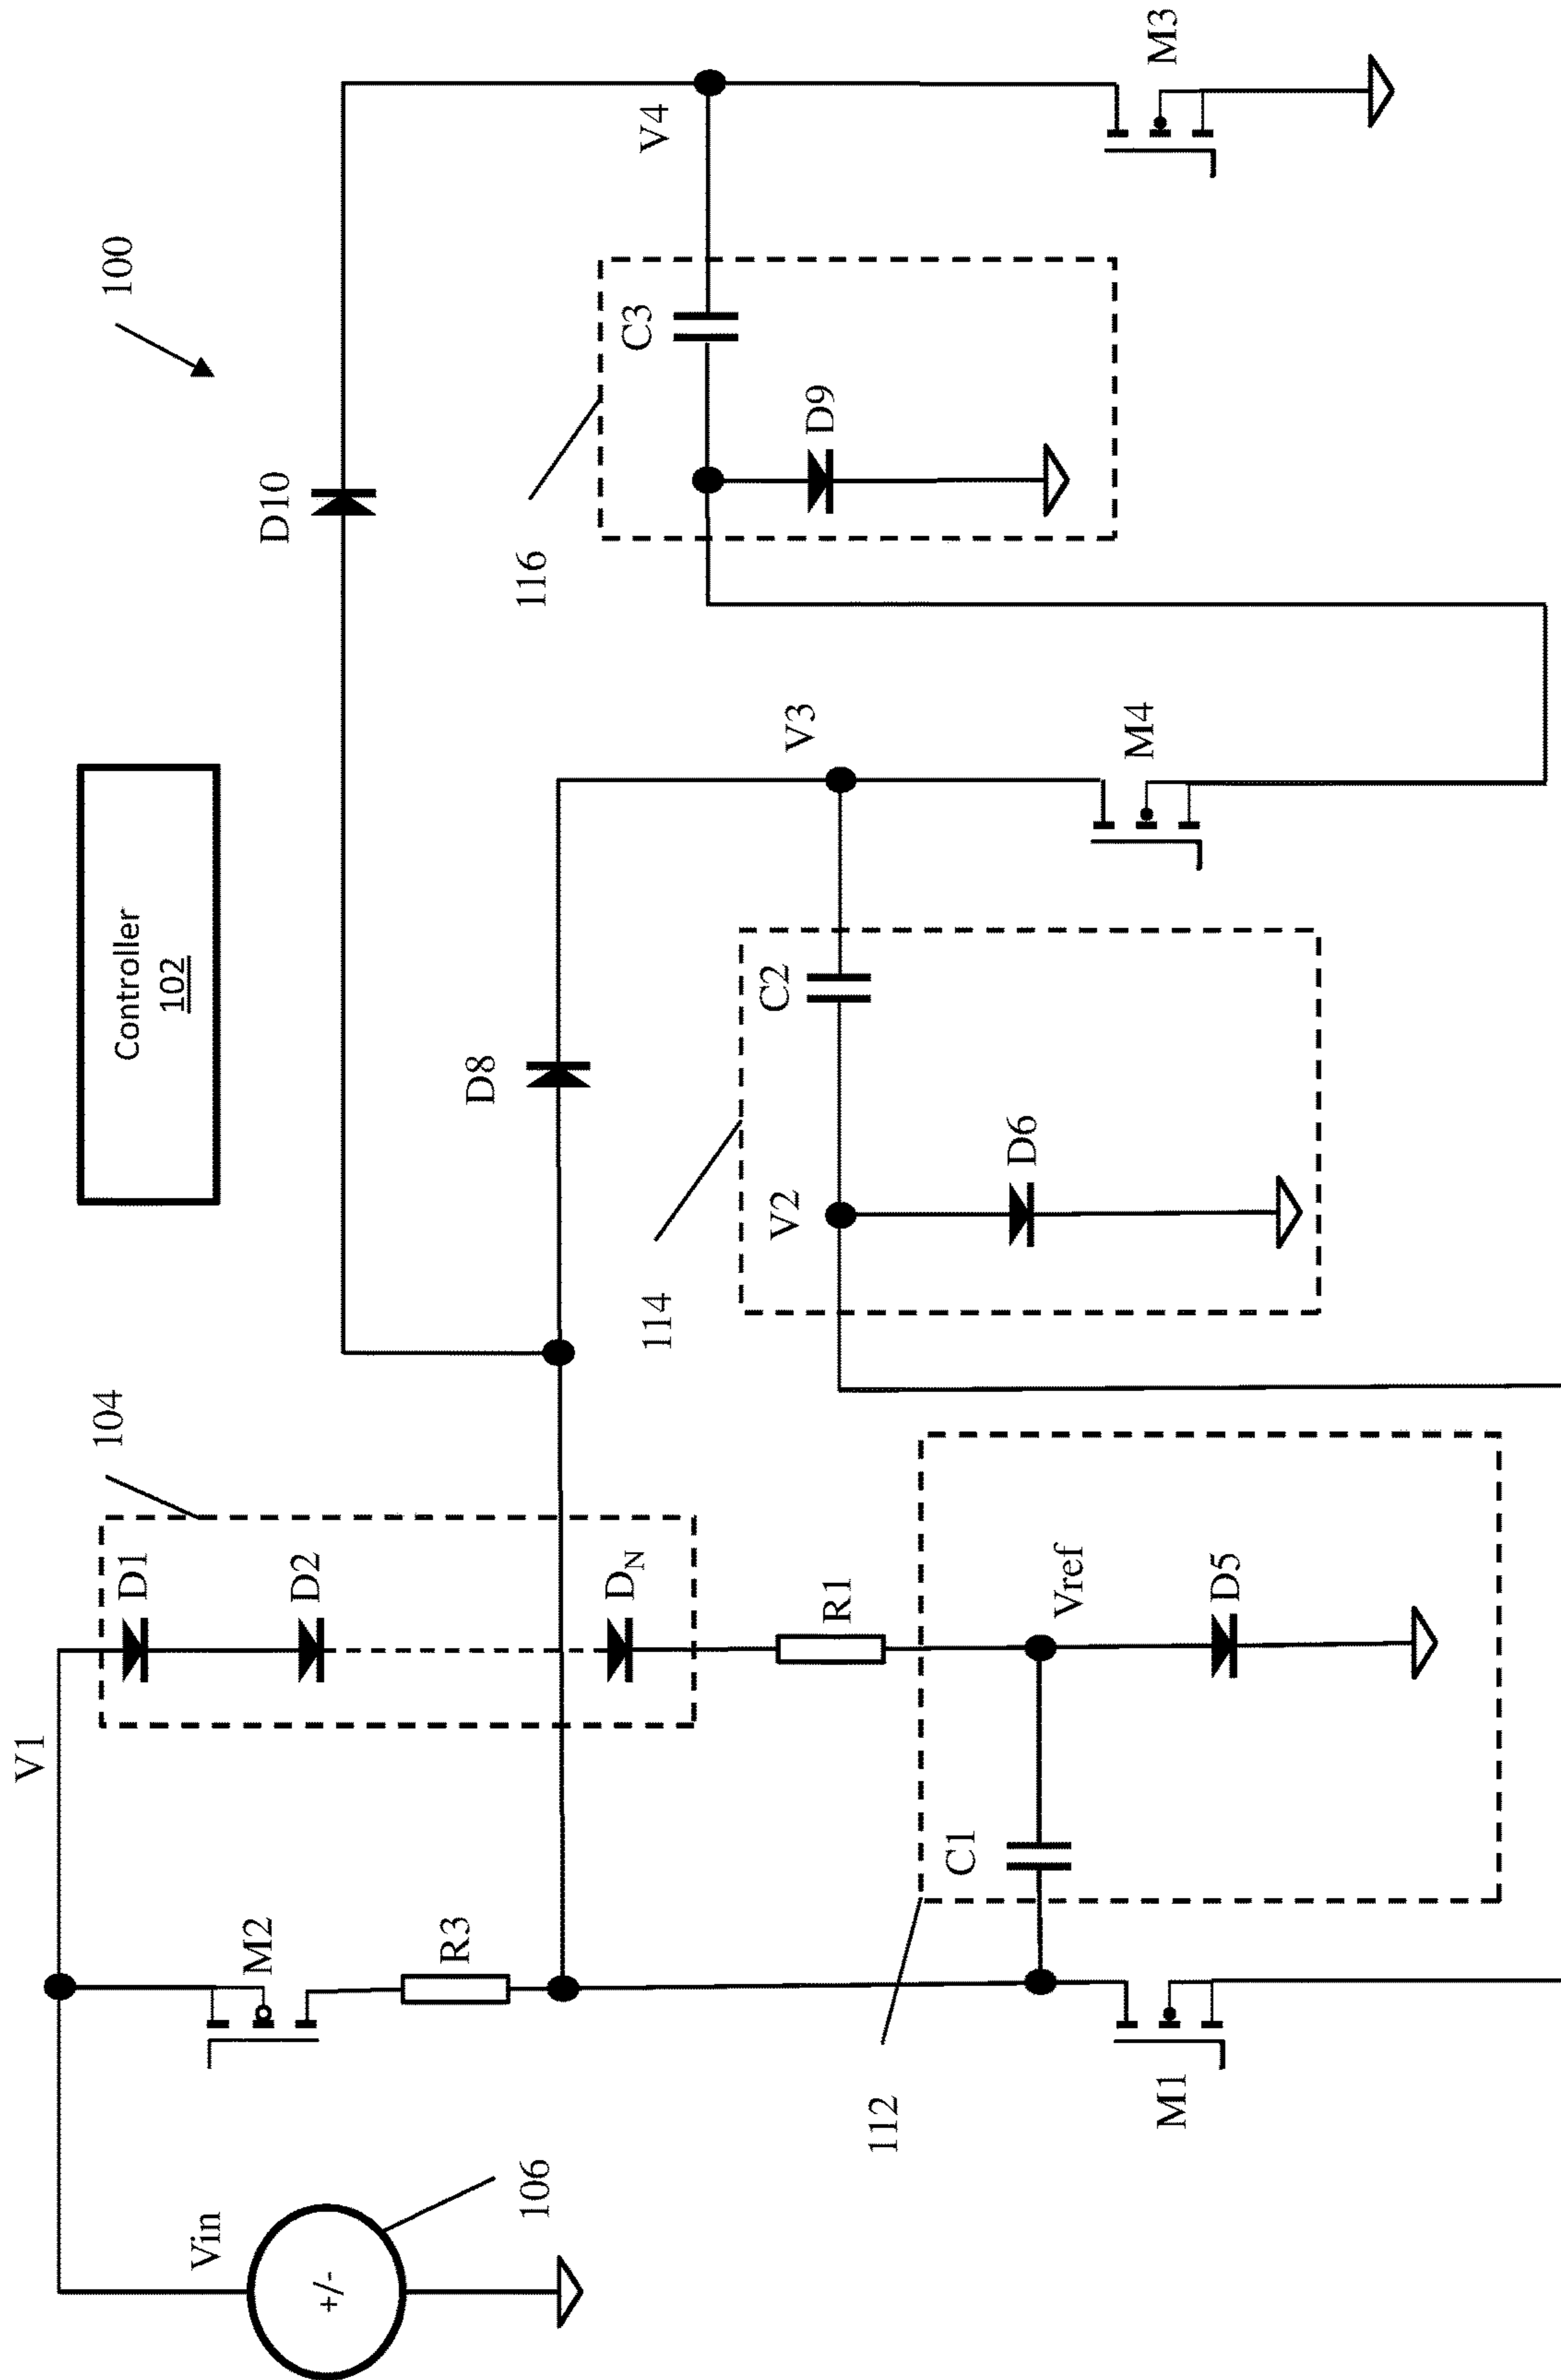 100
Controller
102
V1
104
D1
D2
D_N
R1
Vref
D5
Vin
+/-
106
M2
R3
C1
112
M1
D10
D8
V3
C2
V2
D6
114
M4
V4
C3
D9
116
M3